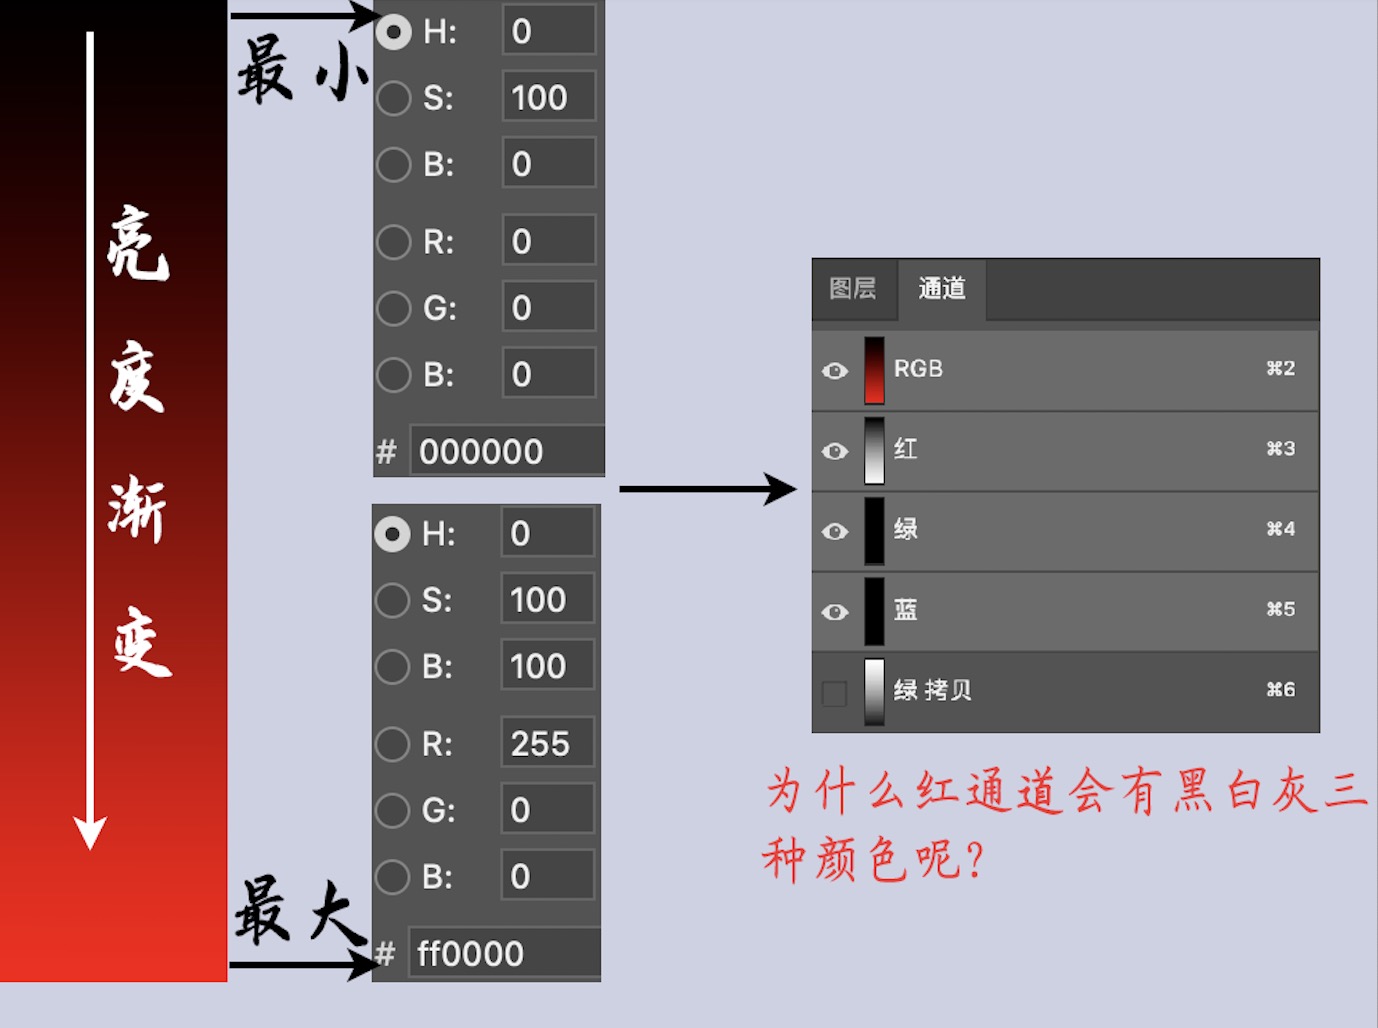 亮度渐变
最小
H: 0
S: 100
B: 0
R: 0
G: 0
B: 0
# 000000
最大
H: 0
S: 100
B: 100
R: 255
G: 0
B: 0
# ff0000
图层 通道
RGB ⌘2
红 ⌘3
绿 ⌘4
蓝 ⌘5
绿 拷贝 ⌘6
为什么红通道会有黑白灰三
种颜色呢?